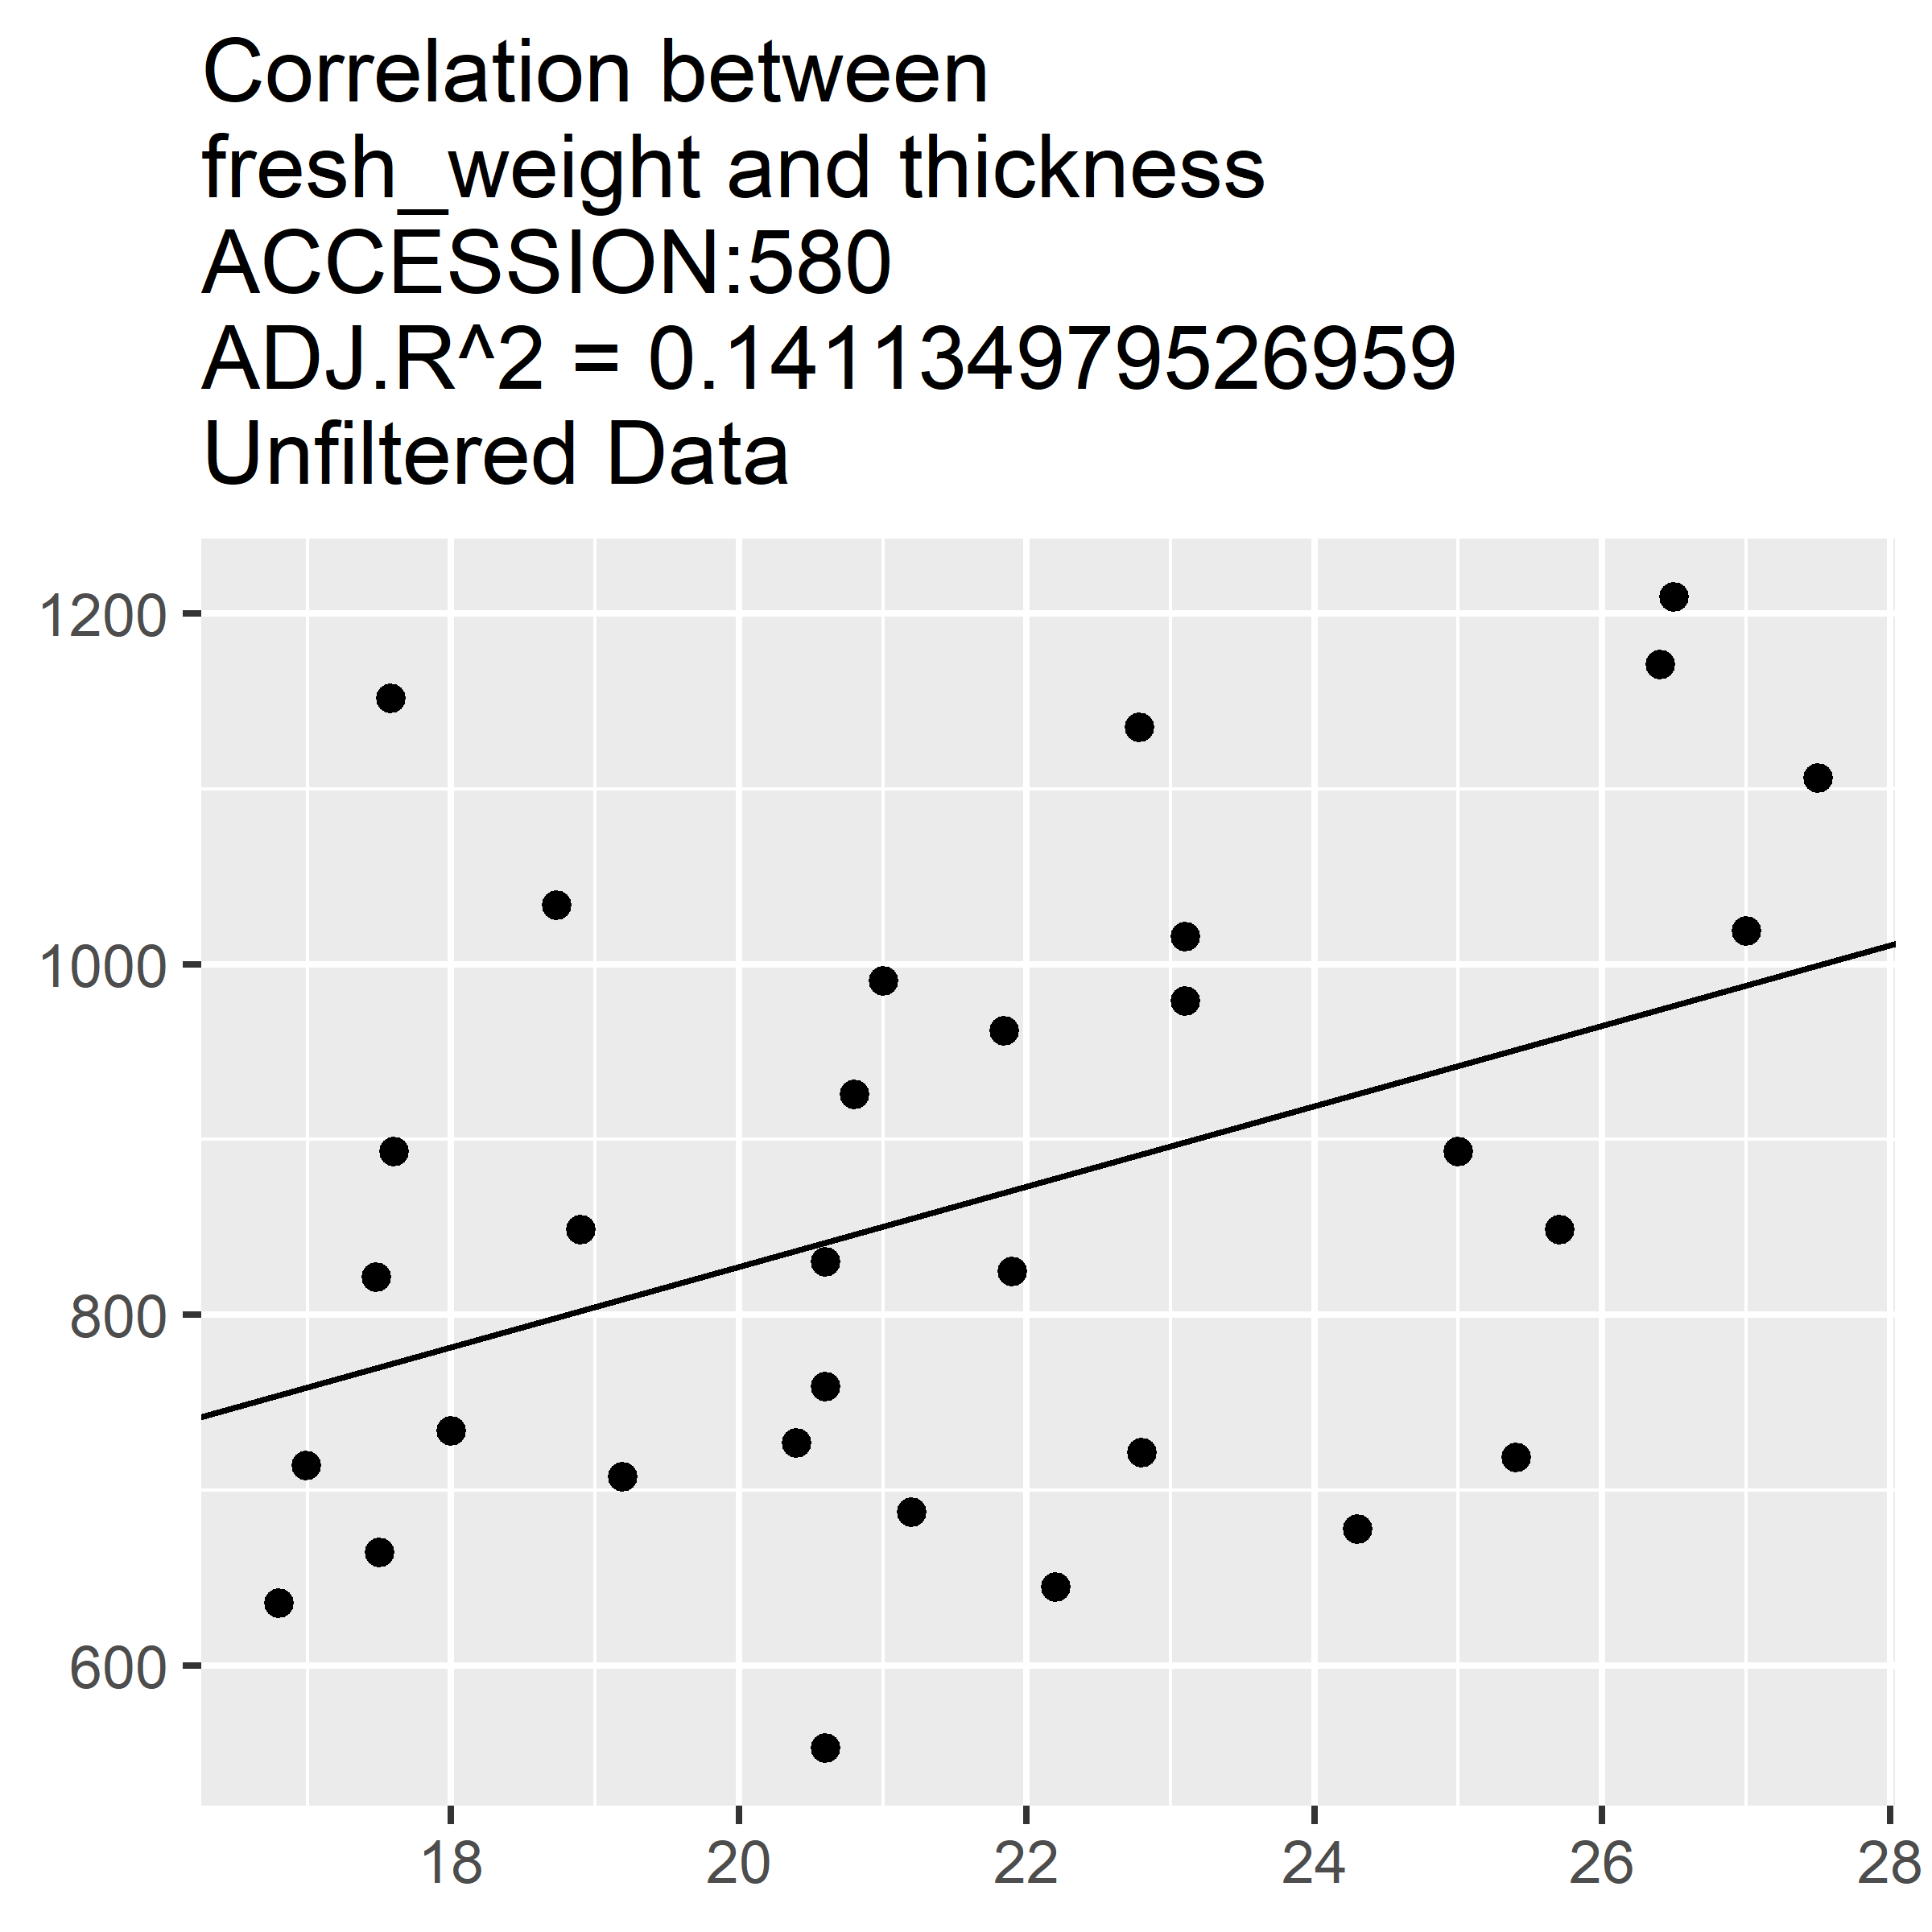 Correlation between
fresh_weight and thickness
ACCESSION:580
ADJ.R^2 = 0.141134979526959
Unfiltered Data
1200
1000
800
600
18 20 22 24 26 28